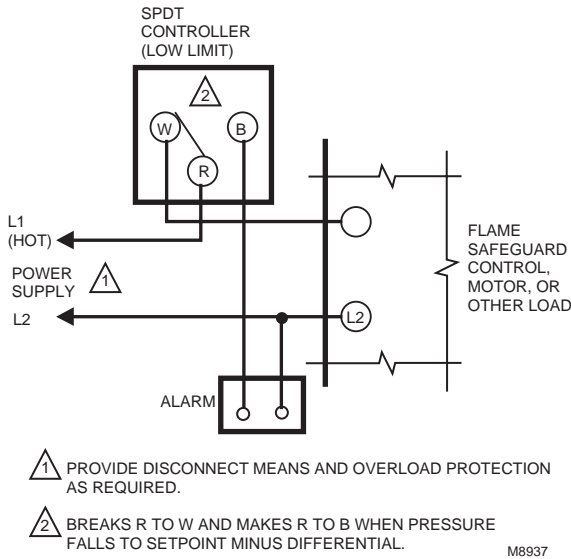 SPDT
CONTROLLER
(LOW LIMIT)
2
W
B
R
L1
(HOT)
POWER
SUPPLY
1
L2
L2
FLAME
SAFEGUARD
CONTROL,
MOTOR, OR
OTHER LOAD
ALARM
1 PROVIDE DISCONNECT MEANS AND OVERLOAD PROTECTION
AS REQUIRED.
2 BREAKS R TO W AND MAKES R TO B WHEN PRESSURE
FALLS TO SETPOINT MINUS DIFFERENTIAL.
M8937